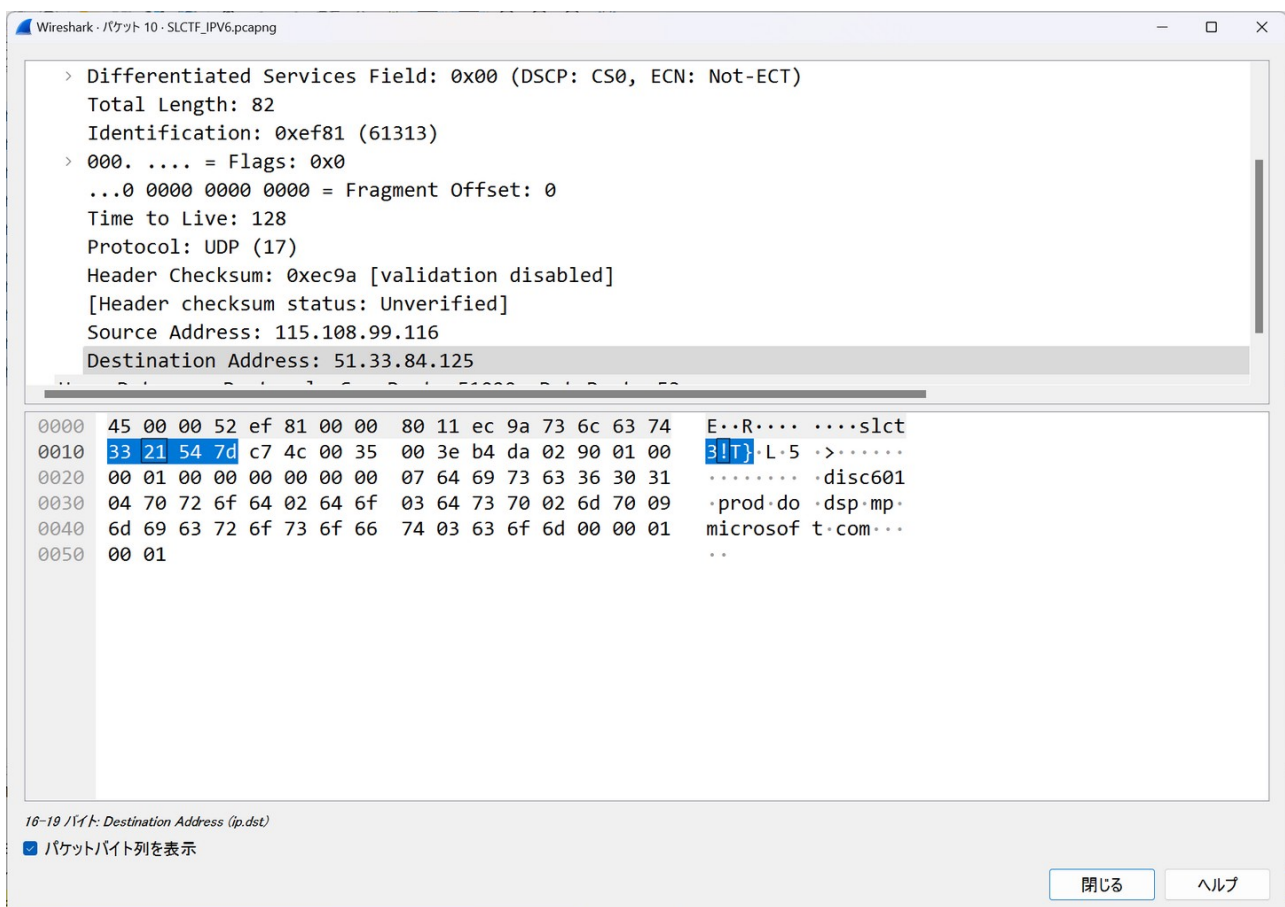 Wireshark · パケット 10 · SLCTF_IPV6.pcapng
> Differentiated Services Field: 0x00 (DSCP: CS0, ECN: Not-ECT)
Total Length: 82
Identification: 0xef81 (61313)
> 000. .... = Flags: 0x0
...0 0000 0000 0000 = Fragment Offset: 0
Time to Live: 128
Protocol: UDP (17)
Header Checksum: 0xec9a [validation disabled]
[Header checksum status: Unverified]
Source Address: 115.108.99.116
Destination Address: 51.33.84.125
0000 45 00 00 52 ef 81 00 00 80 11 ec 9a 73 6c 63 74 E··R···· ····slct
0010 33 21 54 7d c7 4c 00 35 00 3e b4 da 02 90 01 00 3!T}·L·5 ·>······
0020 00 01 00 00 00 00 00 00 07 64 69 73 63 36 30 31 ········ ·disc601
0030 04 70 72 6f 64 02 64 6f 03 64 73 70 02 6d 70 09 ·prod·do ·dsp·mp·
0040 6d 69 63 72 6f 73 6f 66 74 03 63 6f 6d 00 00 01 microsof t·com···
0050 00 01 ··
16-19 バイト: Destination Address (ip.dst)
パケットバイト列を表示
閉じる ヘルプ